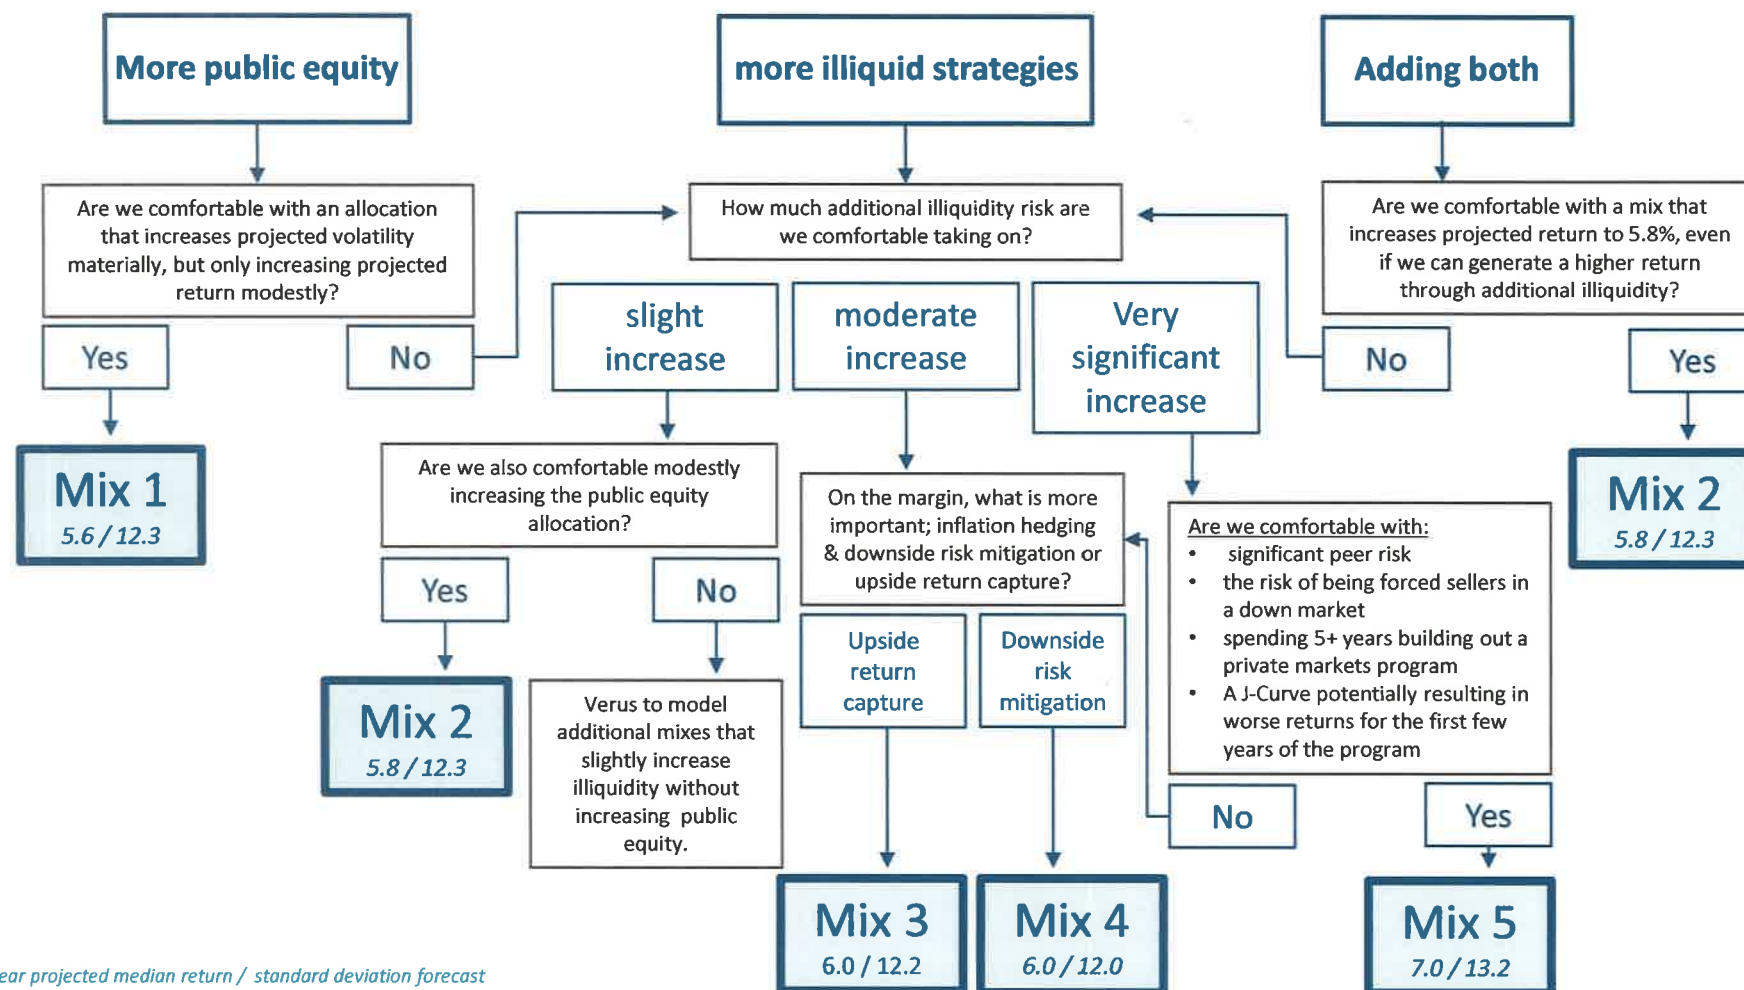 More public equity
more illiquid strategies
Adding both
Are we comfortable with an allocation
that increases projected volatility
materially, but only increasing projected
return modestly?
How much additional illiquidity risk are
we comfortable taking on?
Are we comfortable with a mix that
increases projected return to 5.8%, even
if we can generate a higher return
through additional illiquidity?
Yes
No
slight
increase
moderate
increase
Very
significant
increase
No
Yes
Mix 1
5.6 / 12.3
Are we also comfortable modestly
increasing the public equity
allocation?
On the margin, what is more
important; inflation hedging
& downside risk mitigation or
upside return capture?
Are we comfortable with:
• significant peer risk
• the risk of being forced sellers in
a down market
• spending 5+ years building out a
private markets program
• A J-Curve potentially resulting in
worse returns for the first few
years of the program
Mix 2
5.8 / 12.3
Yes
No
Upside
return
capture
Downside
risk
mitigation
Mix 2
5.8 / 12.3
Verus to model
additional mixes that
slightly increase
illiquidity without
increasing public
equity.
No
Yes
Mix 3
6.0 / 12.2
Mix 4
6.0 / 12.0
Mix 5
7.0 / 13.2
ear projected median return / standard deviation forecast